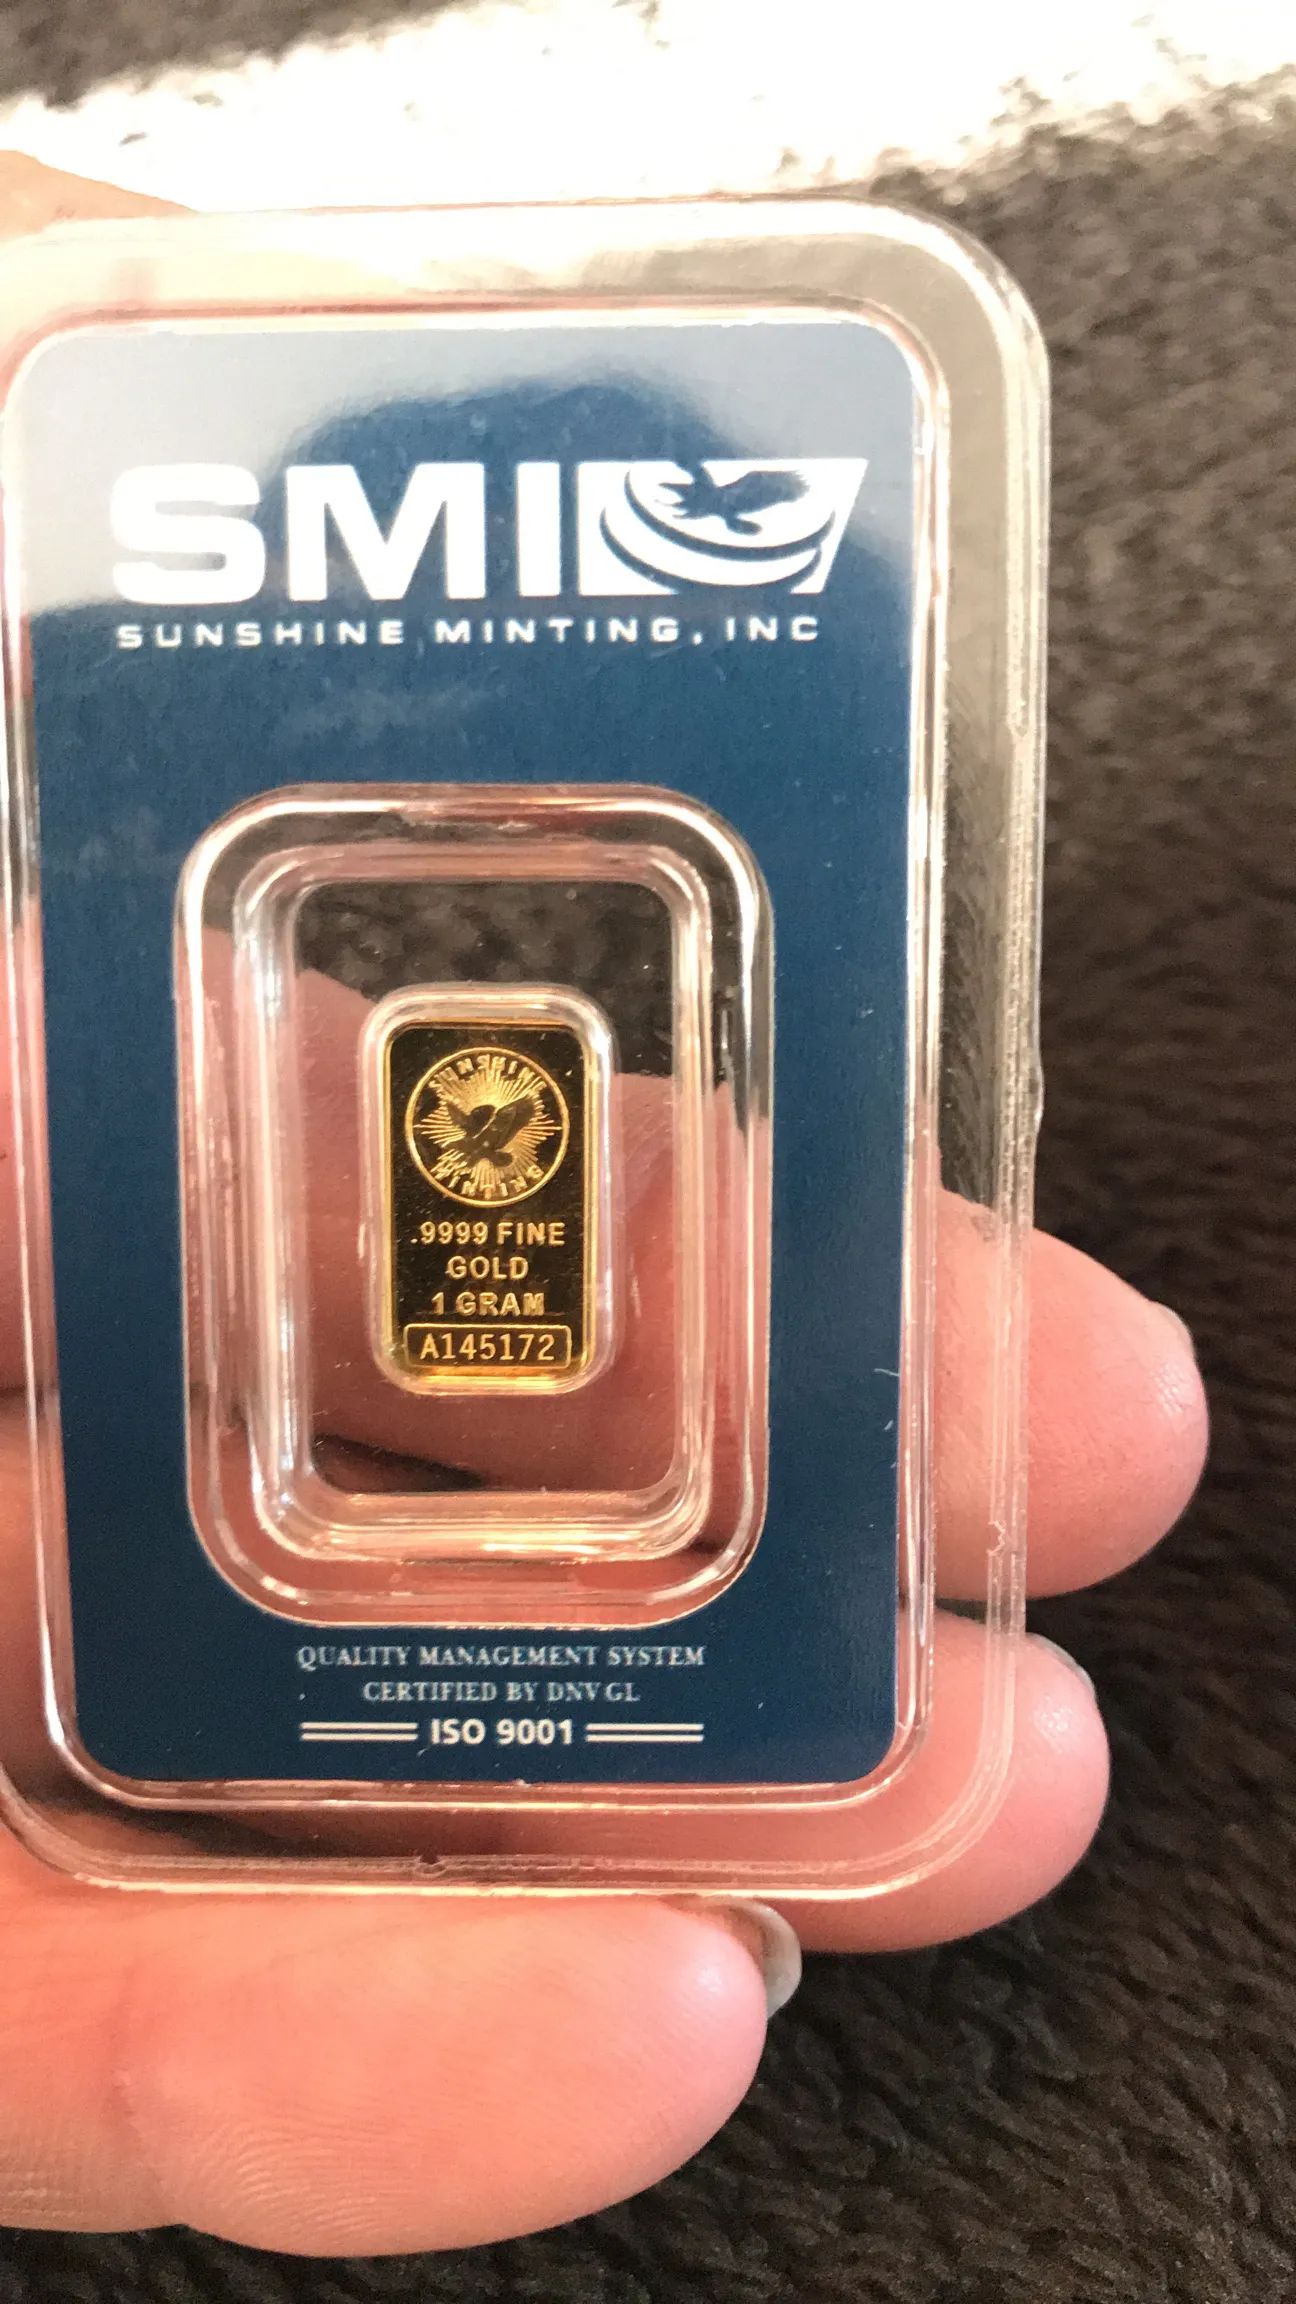 SMI
SUNSHINE MINTING, INC
SUNSHINE
MINTING
.9999 FINE
GOLD
1 GRAM
A145172
QUALITY MANAGEMENT SYSTEM
CERTIFIED BY DNV GL
ISO 9001